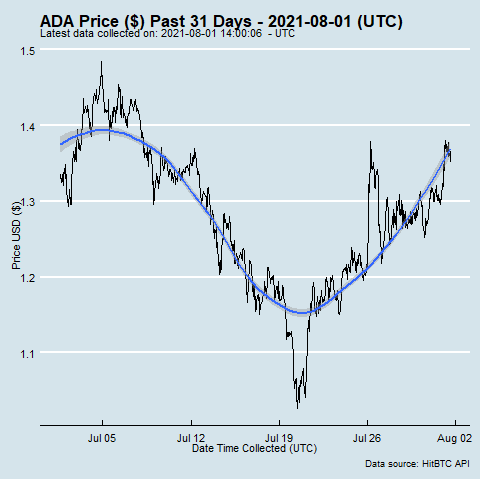 ADA Price ($) Past 31 Days - 2021-08-01 (UTC)
Latest data collected on: 2021-08-01 14:00:06  - UTC
1.5
1.4
1.3
1.2
1.1
Price USD ($)
Jul 05
Jul 12
Jul 19
Jul 26
Aug 02
Date Time Collected (UTC)
Data source: HitBTC API